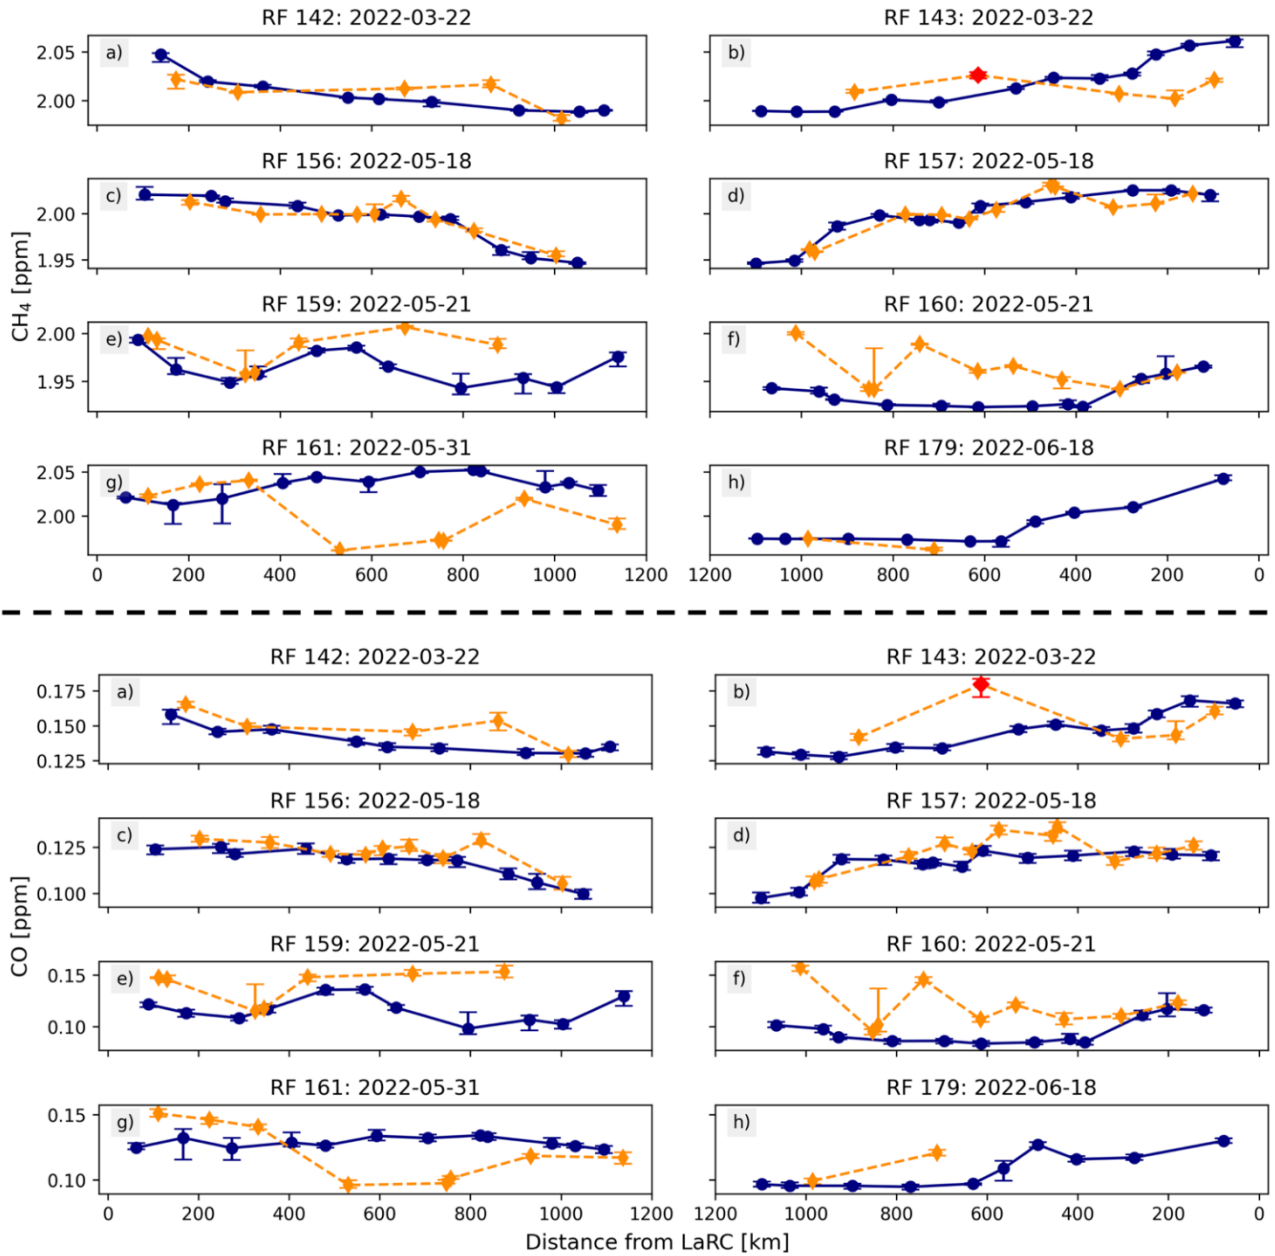 RF 142: 2022-03-22
RF 143: 2022-03-22
a)
b)
2.05
2.00
RF 156: 2022-05-18
RF 157: 2022-05-18
c)
d)
2.00
1.95
CH₄ [ppm]
RF 159: 2022-05-21
RF 160: 2022-05-21
e)
f)
2.00
1.95
RF 161: 2022-05-31
RF 179: 2022-06-18
g)
h)
2.05
2.00
0 200 400 600 800 1000 1200
1200 1000 800 600 400 200 0
RF 142: 2022-03-22
RF 143: 2022-03-22
a)
b)
0.175
0.150
0.125
RF 156: 2022-05-18
RF 157: 2022-05-18
c)
d)
0.125
0.100
CO [ppm]
RF 159: 2022-05-21
RF 160: 2022-05-21
e)
f)
0.15
0.10
RF 161: 2022-05-31
RF 179: 2022-06-18
g)
h)
0.15
0.10
0 200 400 600 800 1000 1200
1200 1000 800 600 400 200 0
Distance from LaRC [km]